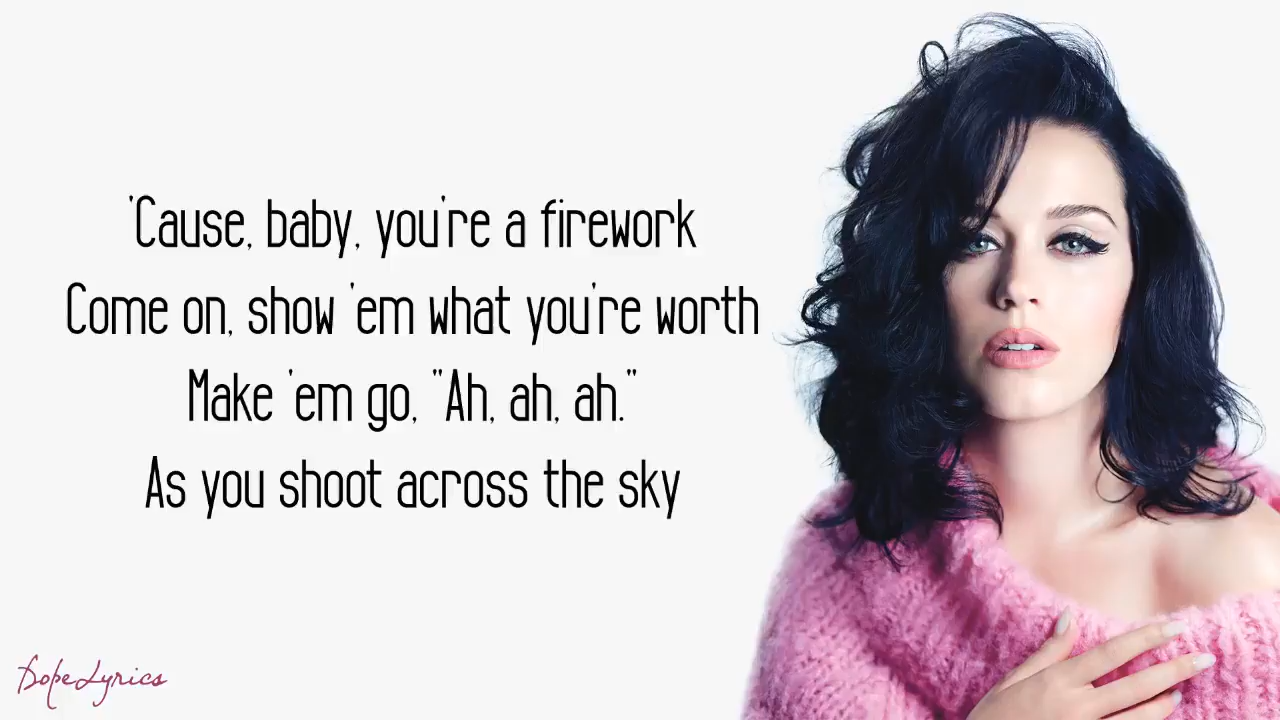 'Cause, baby, you're a firework
Come on, show 'em what you're worth
Make 'em go, "Ah, ah, ah."
As you shoot across the sky
DopeLyrics